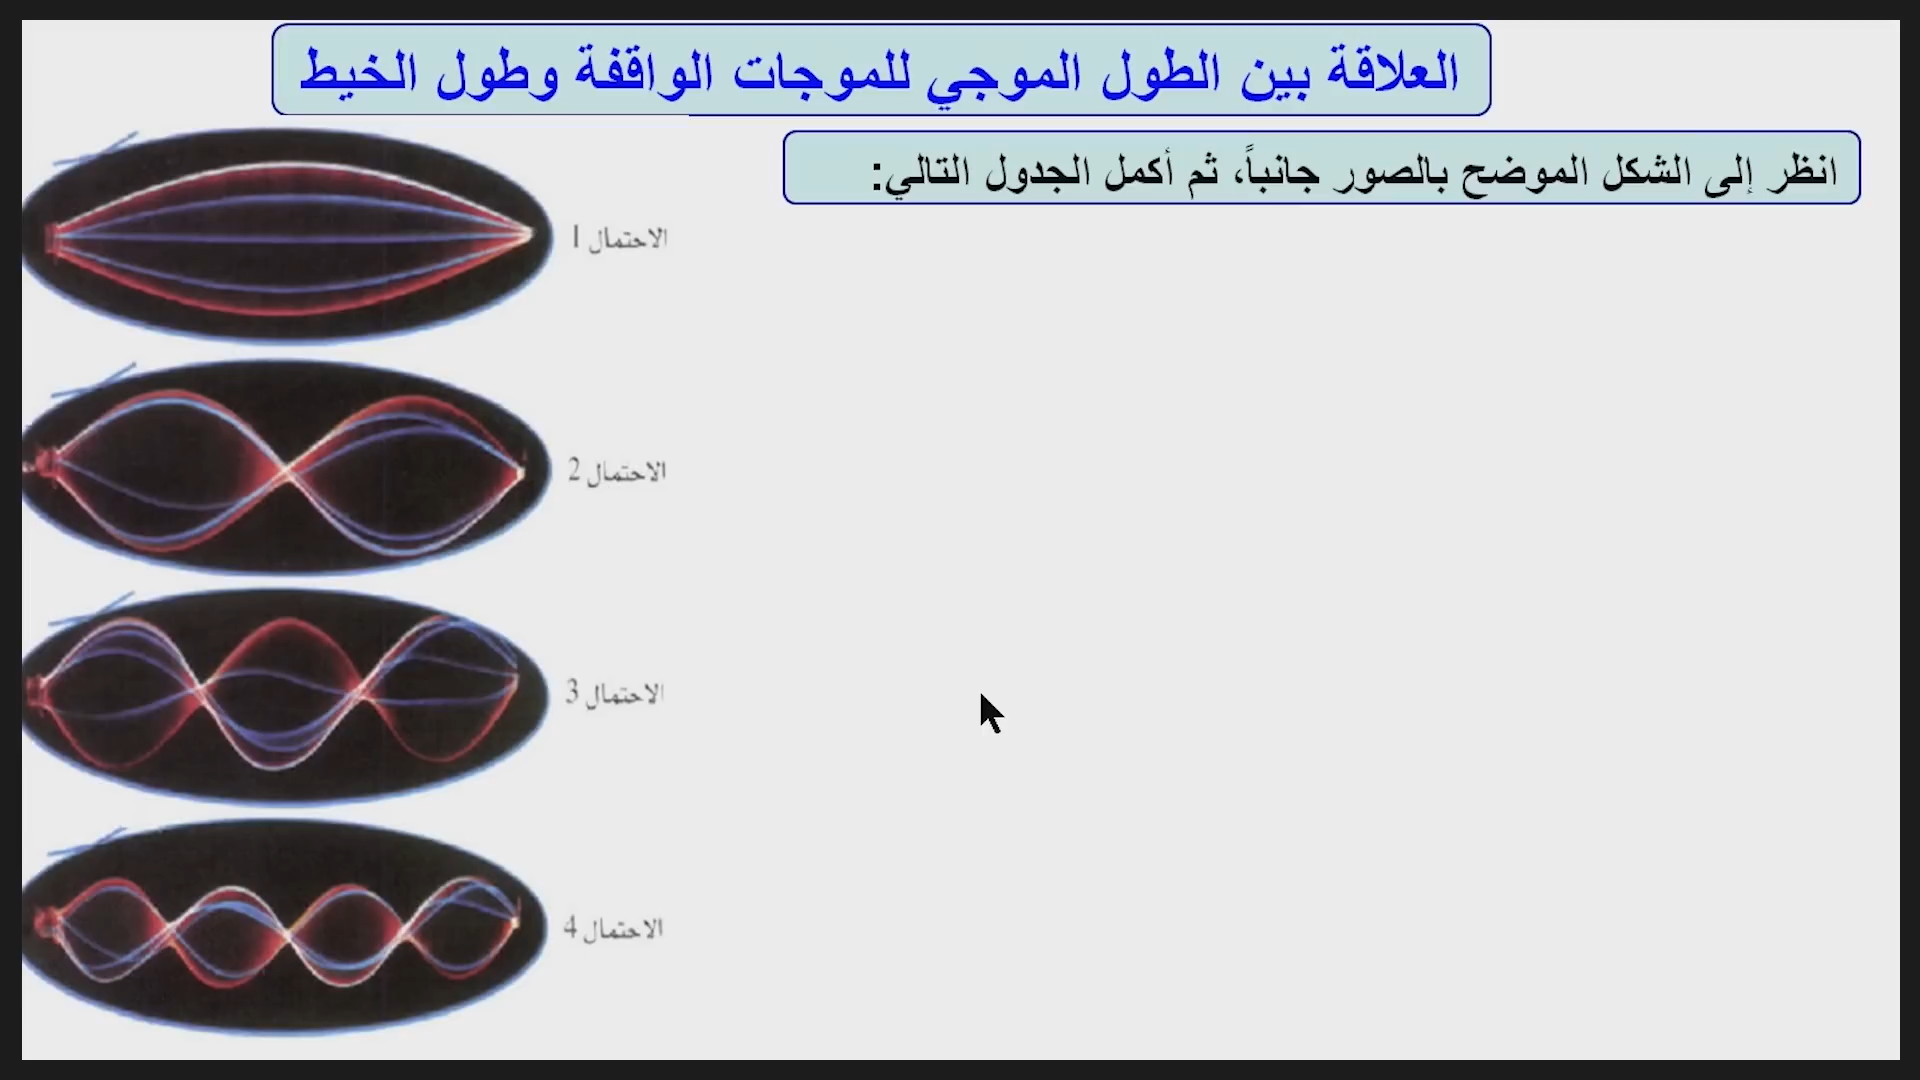 العلاقة بين الطول الموجي للموجات الواقفة وطول الخيط
انظر إلى الشكل الموضح بالصور جانباً، ثم أكمل الجدول التالي:
الاحتمال 1
الاحتمال 2
الاحتمال 3
الاحتمال 4